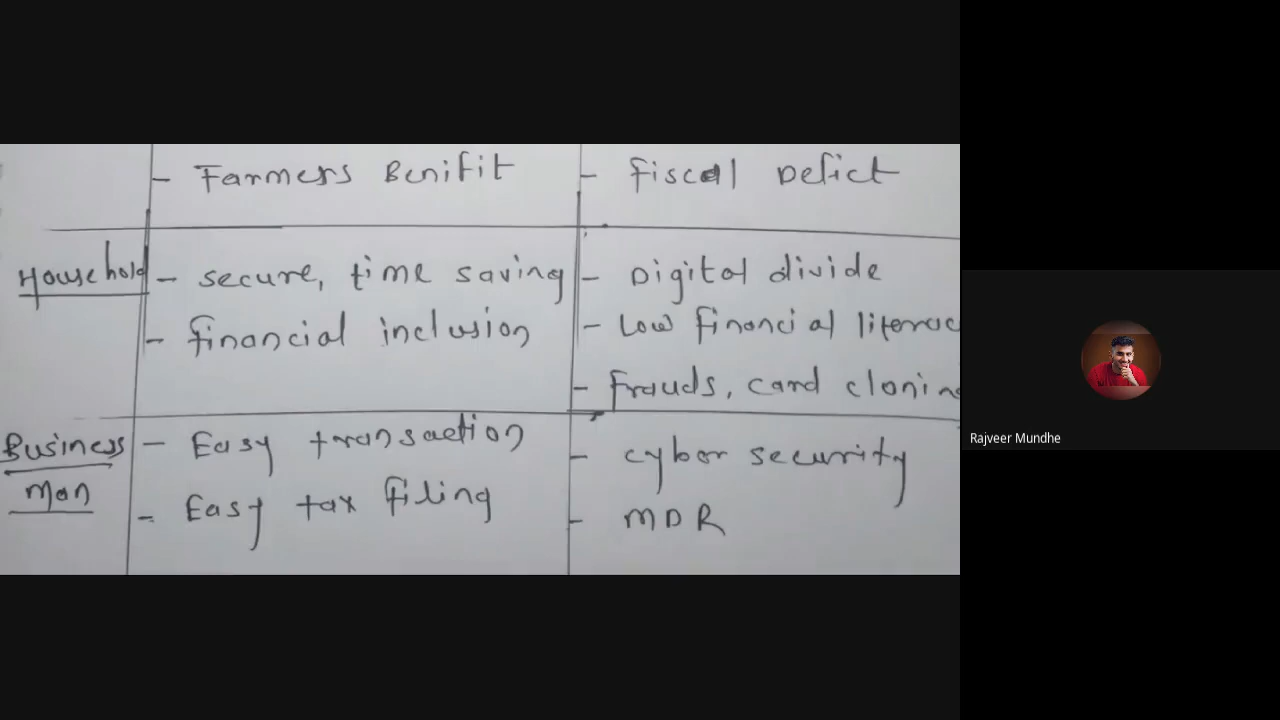 - Farmers Benifit - fiscal Defict
Household - secure, time saving - Digital divide
- financial inclusion - Low financial literac
- frauds, card cloning
Business - Easy transaction - cyber security
Man - Easy tax filing - MDR
Rajveer Mundhe